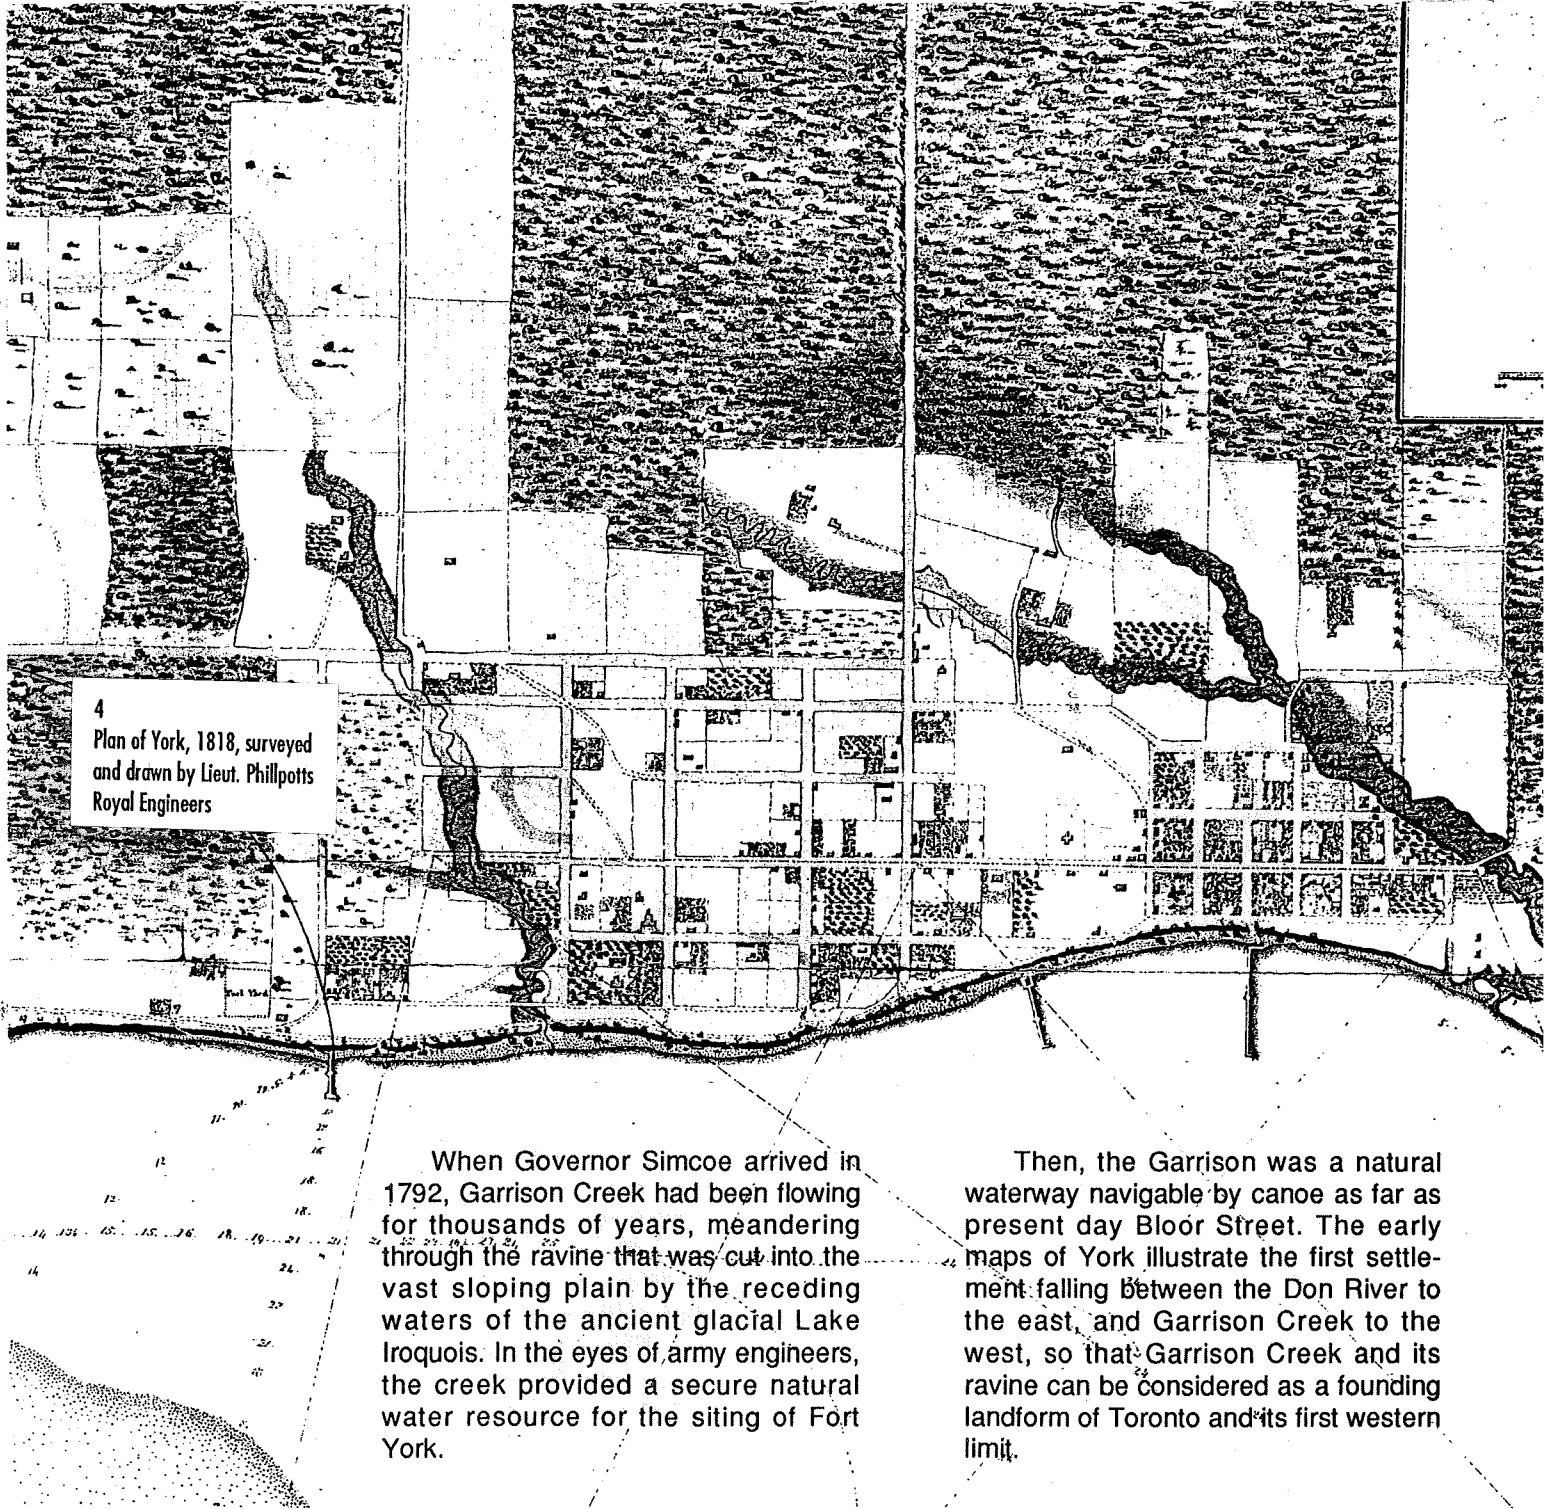 4
Plan of York, 1818, surveyed
and drawn by Lieut. Phillpotts
Royal Engineers
When Governor Simcoe arrived in
1792, Garrison Creek had been flowing
for thousands of years, meandering
through the ravine that was cut into the
vast sloping plain by the receding
waters of the ancient glacial Lake
Iroquois. In the eyes of army engineers,
the creek provided a secure natural
water resource for the siting of Fort
York.
Then, the Garrison was a natural
waterway navigable by canoe as far as
present day Bloor Street. The early
maps of York illustrate the first settle-
ment falling between the Don River to
the east, and Garrison Creek to the
west, so that Garrison Creek and its
ravine can be considered as a founding
landform of Toronto and its first western
limit.